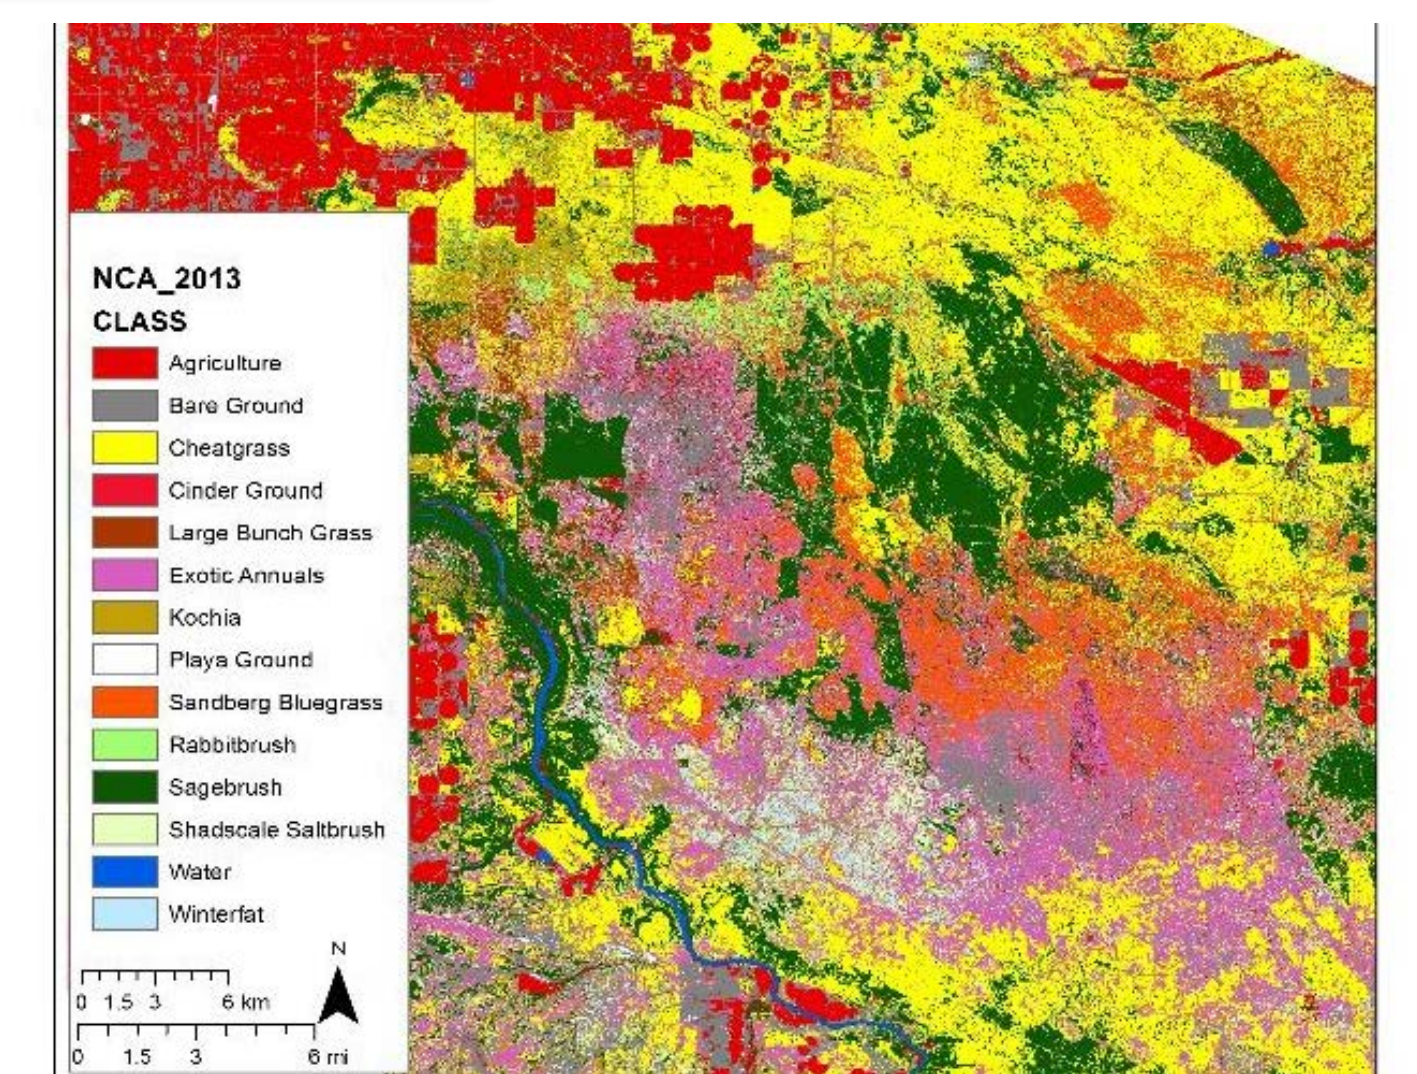 NCA_2013
CLASS
Agriculture
Bare Ground
Cheatgrass
Cinder Ground
Large Bunch Grass
Exotic Annuals
Kochia
Playa Ground
Sandberg Bluegrass
Rabbitbrush
Sagebrush
Shadscale Saltbrush
Water
Winterfat
N
0 1.5 3 6 km
0 1.5 3 6 mi